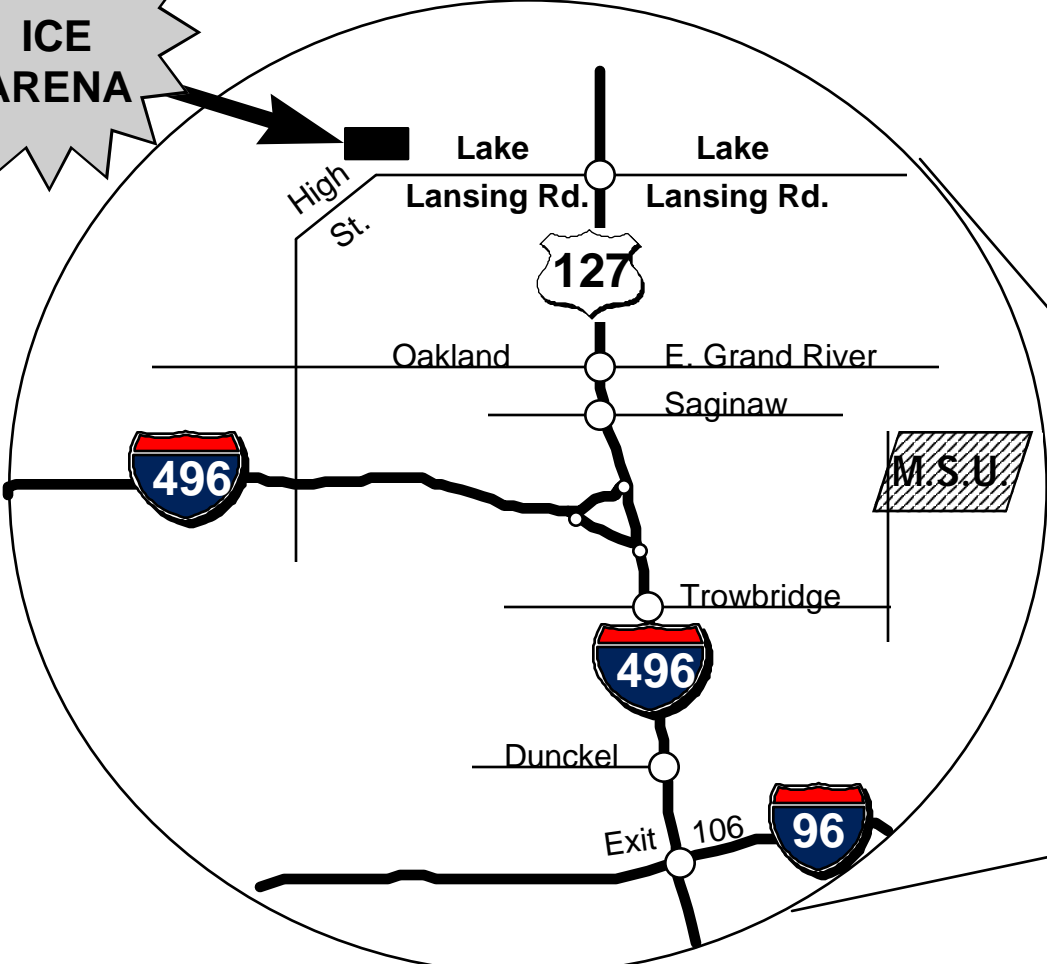 ICE
ARENA
Lake
Lansing Rd.
Lake
Lansing Rd.
High
St.
127
Oakland
E. Grand River
Saginaw
496
M.S.U.
Trowbridge
496
Dunckel
Exit 106
96